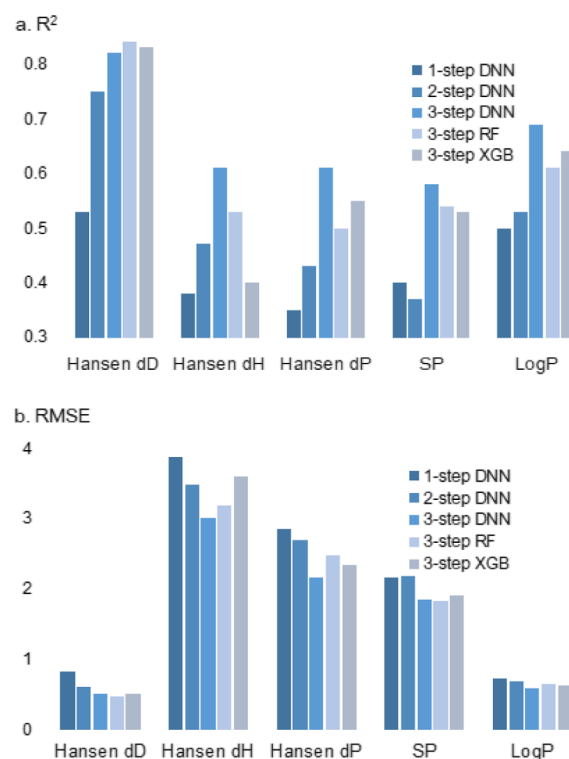 a. R²
0.8
0.7
0.6
0.5
0.4
0.3
1-step DNN
2-step DNN
3-step DNN
3-step RF
3-step XGB
Hansen dD Hansen dH Hansen dP SP LogP
b. RMSE
4
3
2
1
0
1-step DNN
2-step DNN
3-step DNN
3-step RF
3-step XGB
Hansen dD Hansen dH Hansen dP SP LogP